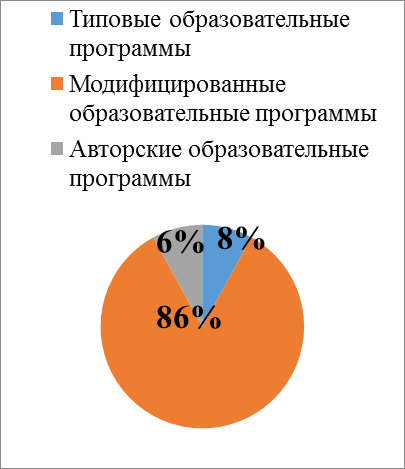 Типовые образовательные
программы
Модифицированные
образовательные программы
Авторские образовательные
программы
6% 8%
86%